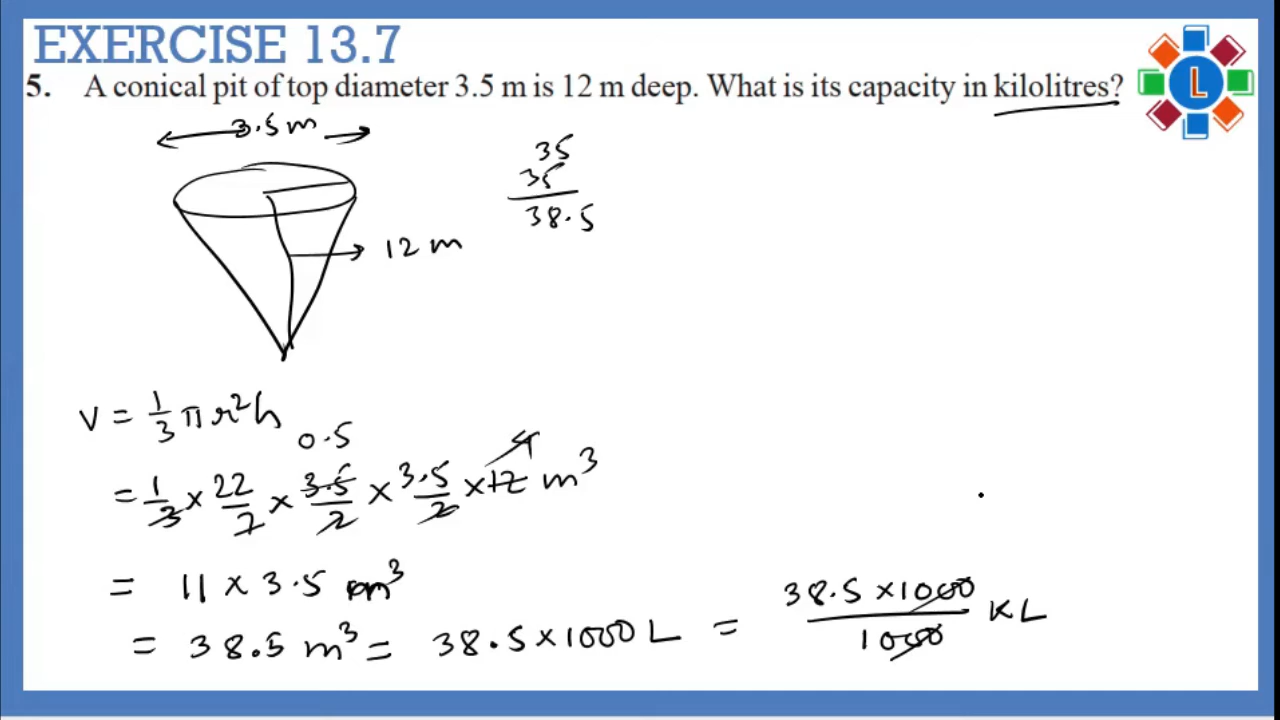 EXERCISE 13.7
5. A conical pit of top diameter 3.5 m is 12 m deep. What is its capacity in kilolitres?
L
3.5 m
35
35
38.5
12 m
V = 1/3 π r²h
0.5 4
= 1/3 × 22/7 × 3.5/2 × 3.5/2 × 12 m³
= 11 × 3.5 m³
= 38.5 m³ = 38.5 × 1000 L = 38.5 × 1000 / 1000 KL